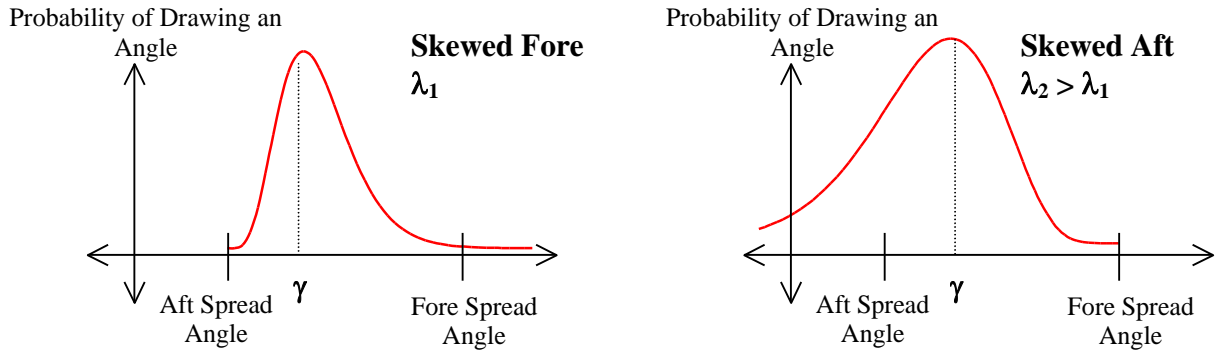 Probability of Drawing an
Angle
Skewed Fore
λ1
Aft Spread
Angle
γ
Fore Spread
Angle
Probability of Drawing an
Angle
Skewed Aft
λ2 > λ1
Aft Spread
Angle
γ
Fore Spread
Angle